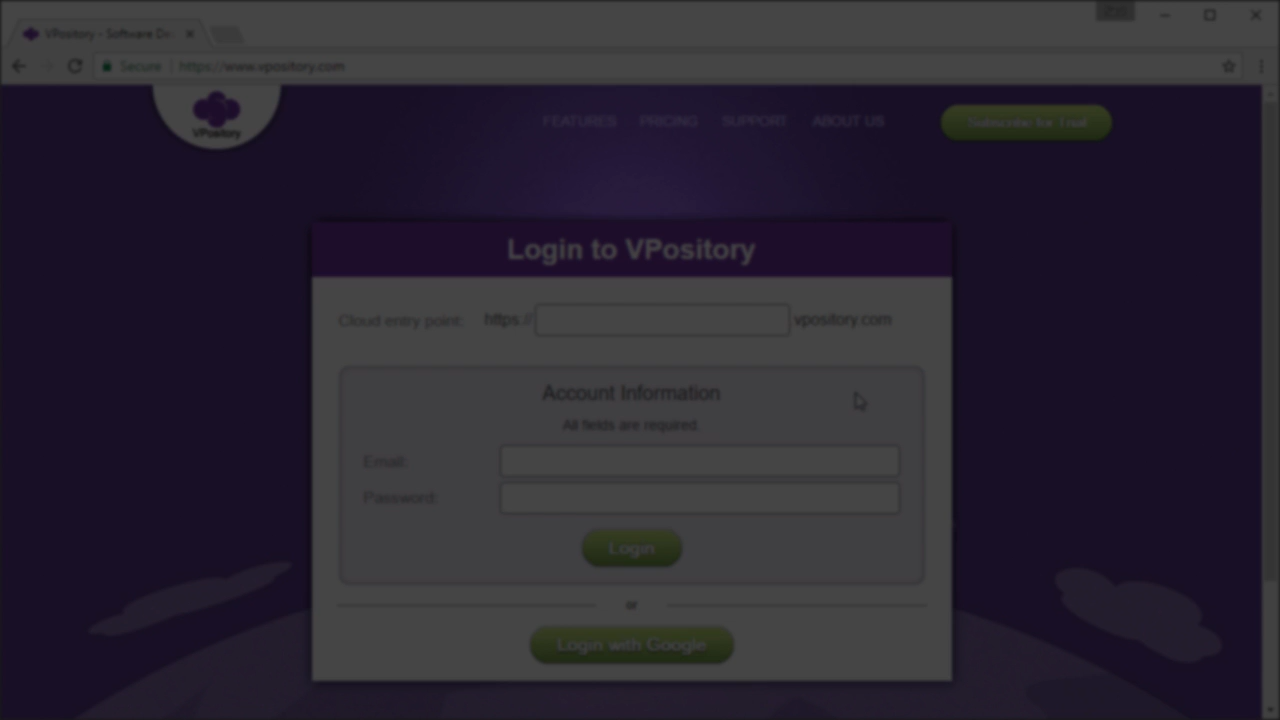 VPository - Software De
Secure | https://www.vpository.com
VPository
FEATURES PRICING SUPPORT ABOUT US Subscribe for Trial
Login to VPository
Cloud entry point: https:// vpository.com
Account Information
All fields are required.
Email:
Password:
Login
or
Login with Google